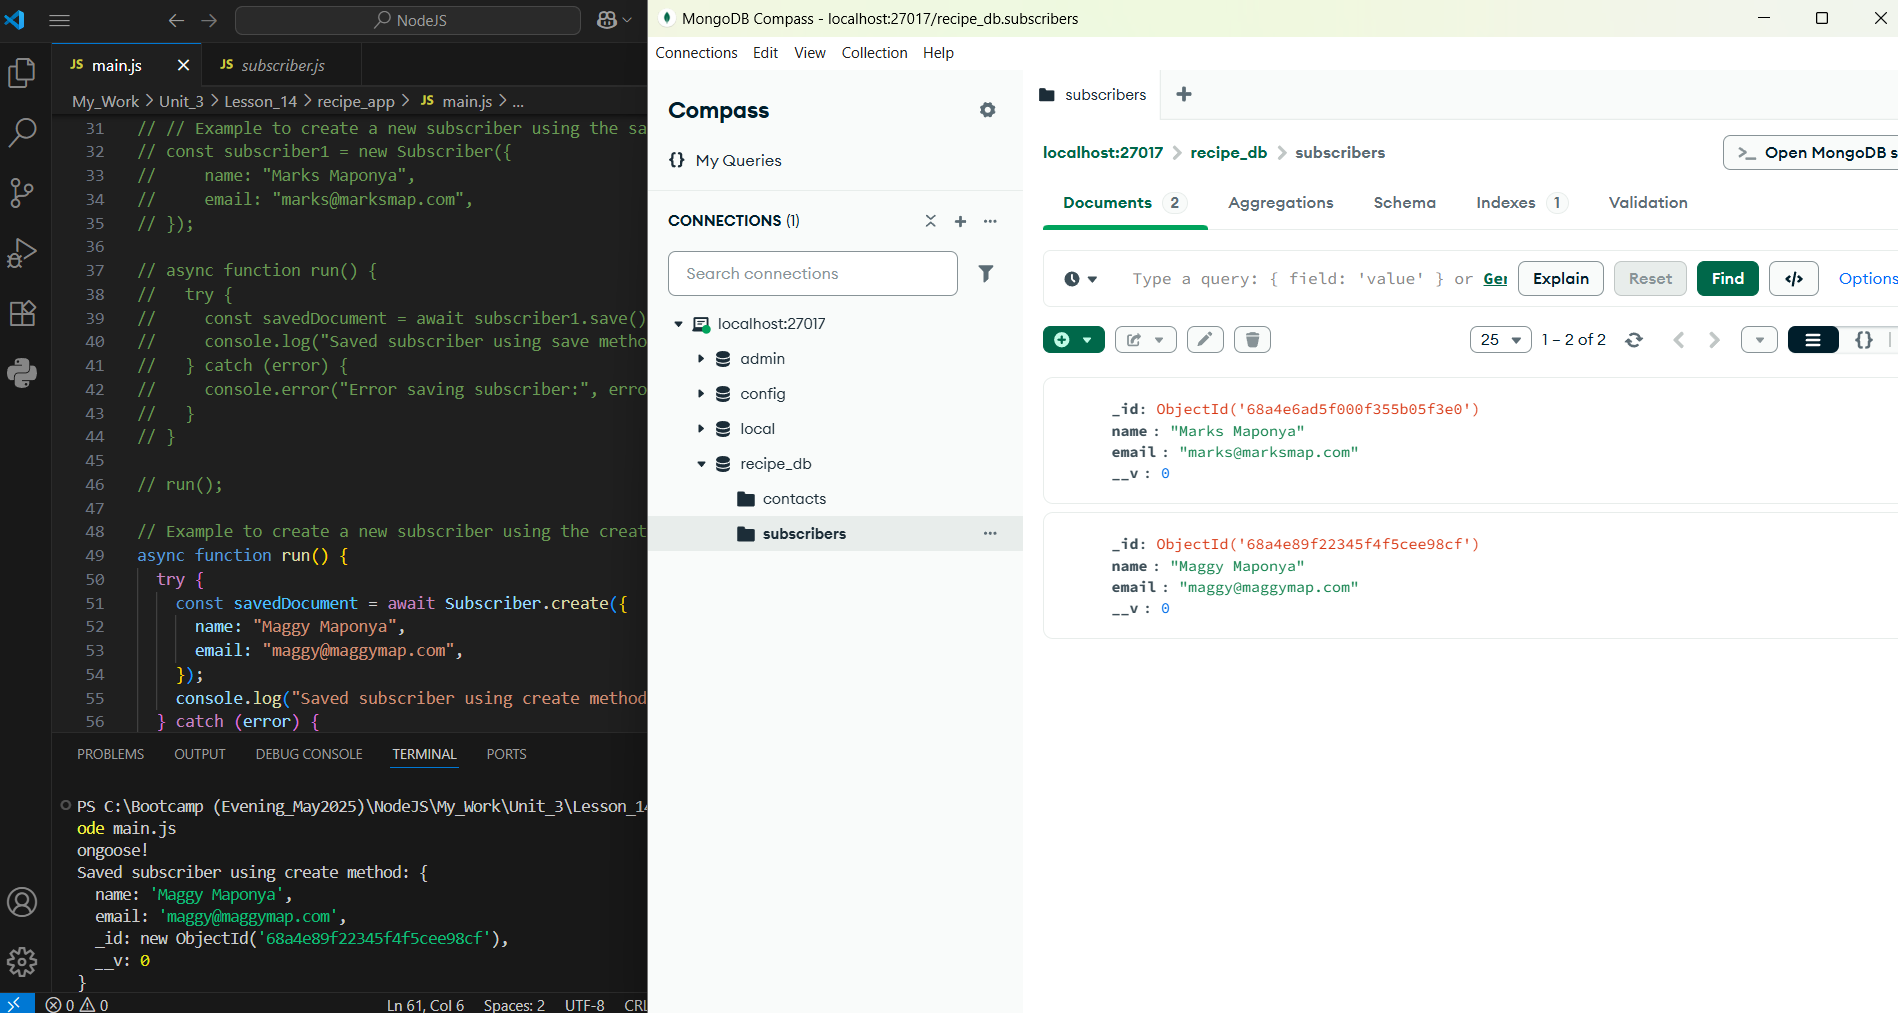 NodeJS
JS main.js
JS subscriber.js
My_Work > Unit_3 > Lesson_14 > recipe_app > JS main.js > ...
31 // // Example to create a new subscriber using the sa
32 // const subscriber1 = new Subscriber({
33 //     name: "Marks Maponya",
34 //     email: "marks@marksmap.com",
35 // });
36
37 // async function run() {
38 //   try {
39 //     const savedDocument = await subscriber1.save()
40 //     console.log("Saved subscriber using save metho
41 //   } catch (error) {
42 //     console.error("Error saving subscriber:", erro
43 //   }
44 // }
45
46 // run();
47
48 // Example to create a new subscriber using the creat
49 async function run() {
50   try {
51     const savedDocument = await Subscriber.create({
52       name: "Maggy Maponya",
53       email: "maggy@maggymap.com",
54     });
55     console.log("Saved subscriber using create method
56   } catch (error) {
PROBLEMS OUTPUT DEBUG CONSOLE TERMINAL PORTS
PS C:\Bootcamp (Evening_May2025)\NodeJS\My_Work\Unit_3\Lesson_14
ode main.js
ongoose!
Saved subscriber using create method: {
  name: 'Maggy Maponya',
  email: 'maggy@maggymap.com',
  _id: new ObjectId('68a4e89f22345f4f5cee98cf'),
  __v: 0
}
0 0 Ln 61, Col 6 Spaces: 2 UTF-8 CRL
MongoDB Compass - localhost:27017/recipe_db.subscribers
Connections Edit View Collection Help
Compass
{} My Queries
CONNECTIONS (1)
Search connections
localhost:27017
admin
config
local
recipe_db
contacts
subscribers
subscribers
localhost:27017 > recipe_db > subscribers
>_ Open MongoDB s
Documents 2 Aggregations Schema Indexes 1 Validation
Type a query: { field: 'value' } or Gen Explain Reset Find </> Options
25 1 – 2 of 2 {}
_id: ObjectId('68a4e6ad5f000f355b05f3e0')
name : "Marks Maponya"
email : "marks@marksmap.com"
__v : 0
_id: ObjectId('68a4e89f22345f4f5cee98cf')
name : "Maggy Maponya"
email : "maggy@maggymap.com"
__v : 0